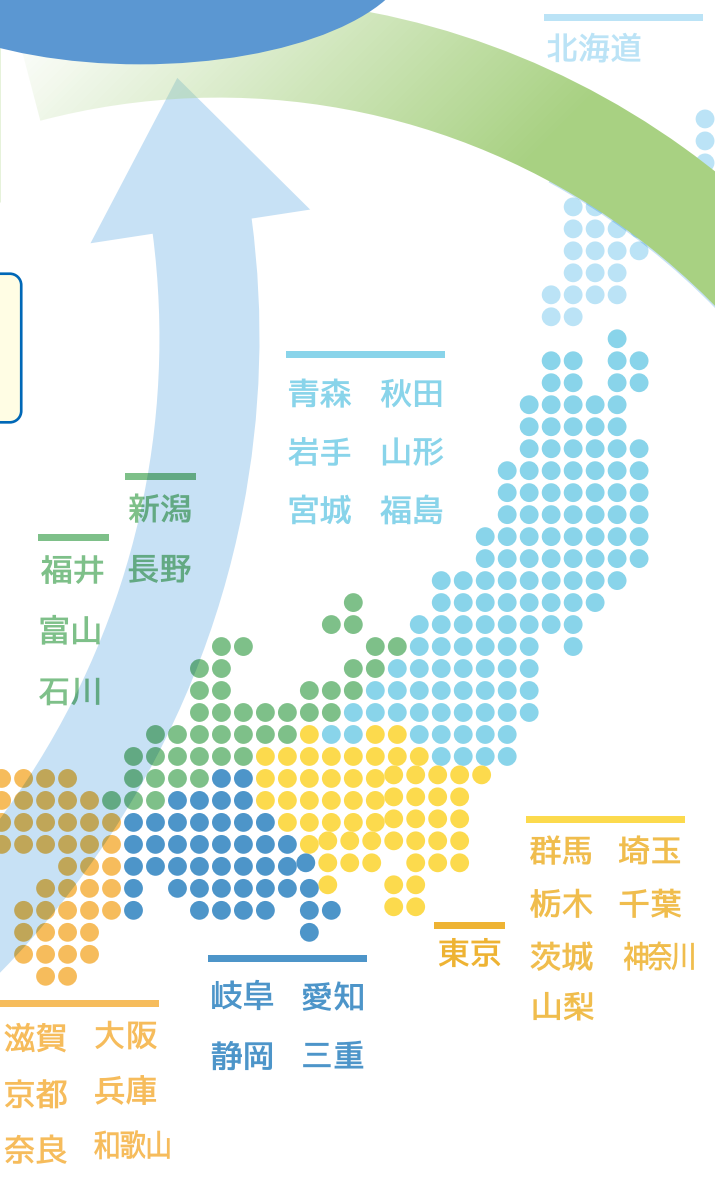 北海道
青森 秋田
岩手 山形
宮城 福島
新潟
長野
福井
富山
石川
群馬 埼玉
栃木 千葉
茨城 神奈川
山梨
東京
岐阜 愛知
静岡 三重
滋賀 大阪
京都 兵庫
奈良 和歌山